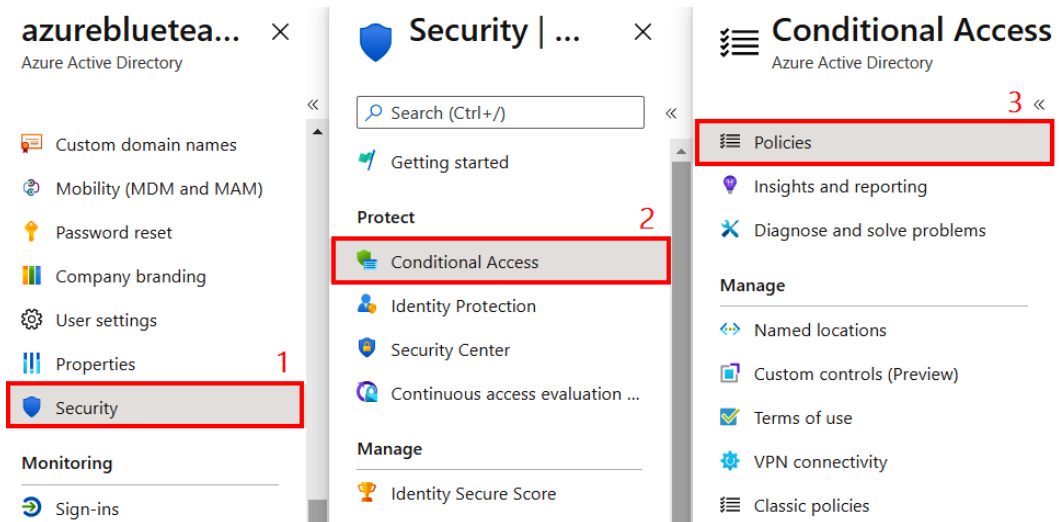 azurebluetea...
Azure Active Directory
Custom domain names
Mobility (MDM and MAM)
Password reset
Company branding
User settings
Properties
1
Security
Monitoring
Sign-ins
Security | ...
Search (Ctrl+/)
Getting started
Protect
2
Conditional Access
Identity Protection
Security Center
Continuous access evaluation ...
Manage
Identity Secure Score
Conditional Access
Azure Active Directory
3
Policies
Insights and reporting
Diagnose and solve problems
Manage
Named locations
Custom controls (Preview)
Terms of use
VPN connectivity
Classic policies